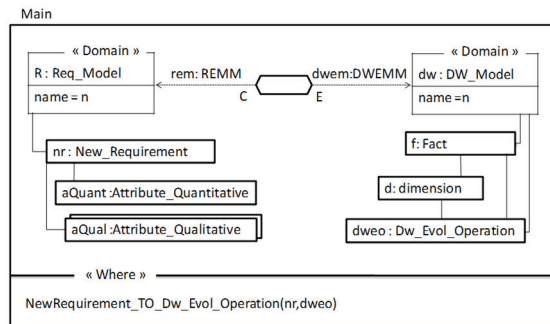 Main
« Domain »
R : Req_Model
name = n
rem: REMM
dwem:DWEMM
C
E
« Domain »
dw : DW_Model
name =n
nr : New_Requirement
aQuant :Attribute_Quantitative
aQual :Attribute_Qualitative
f: Fact
d: dimension
dweo : Dw_Evol_Operation
« Where »
NewRequirement_TO_Dw_Evol_Operation(nr,dweo)